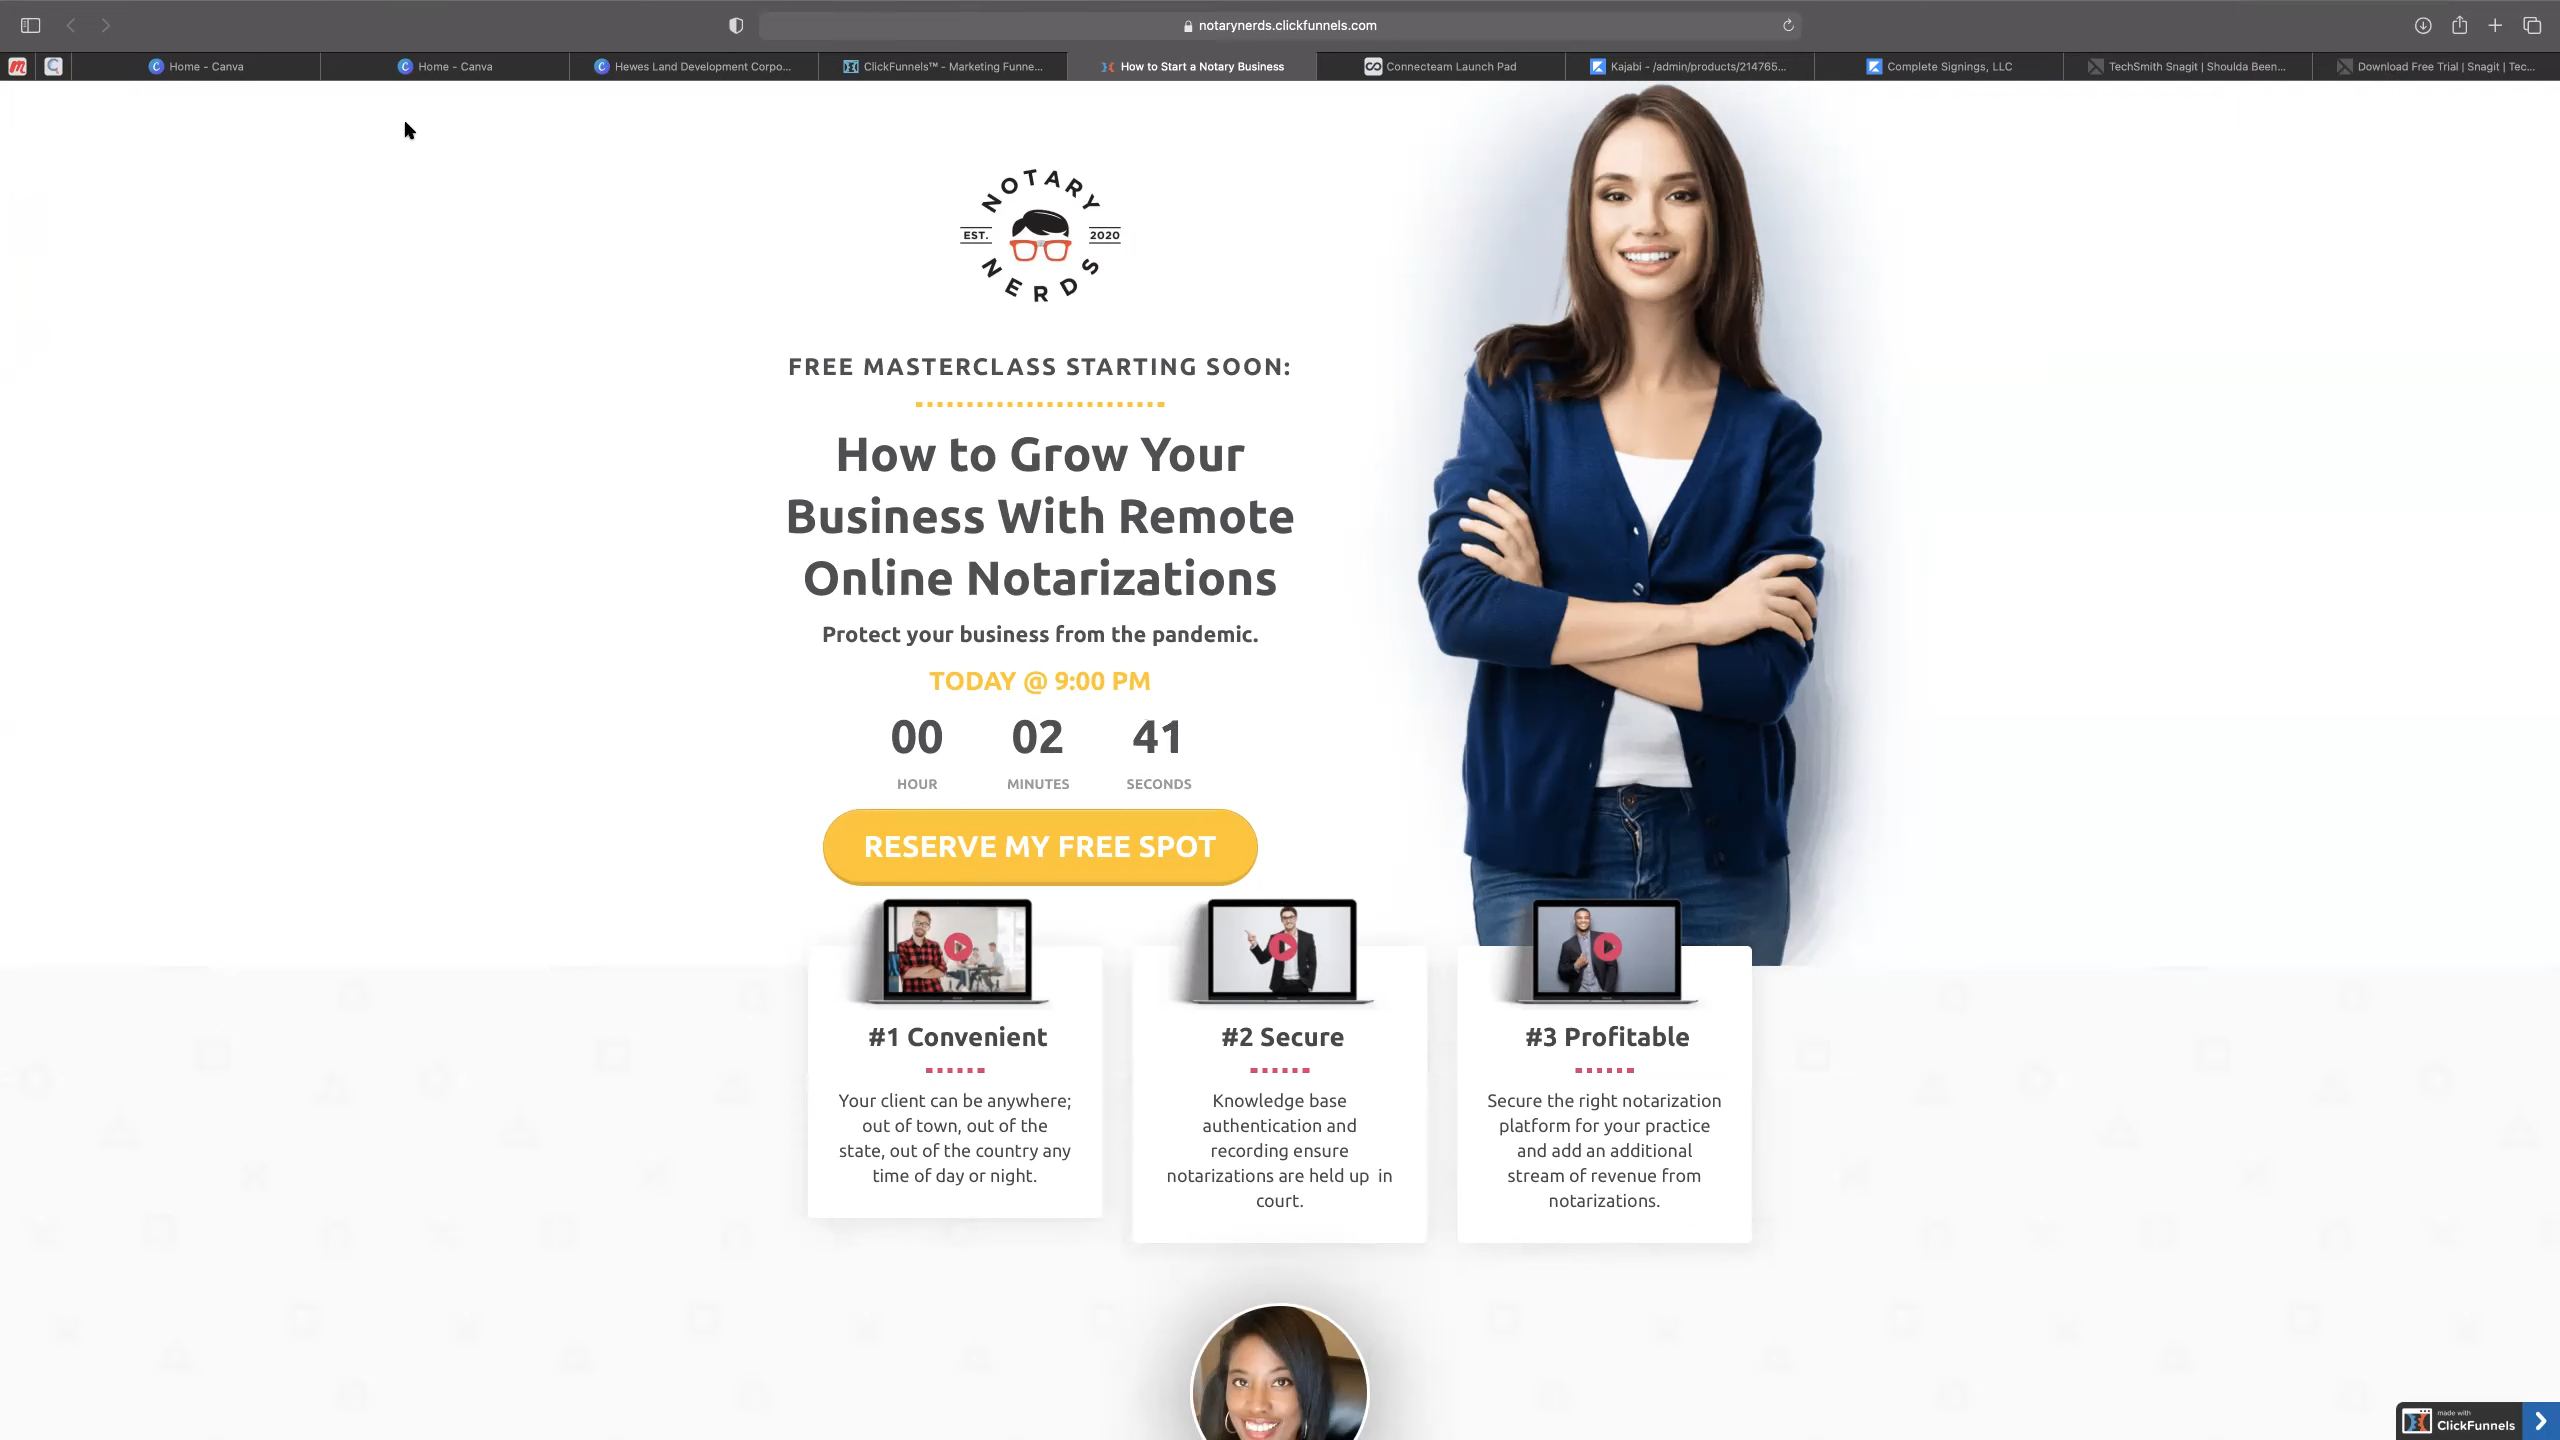 notarynerds.clickfunnels.com
Home - Canva
Home - Canva
Hewes Land Development Corpo...
ClickFunnels™ - Marketing Funne...
How to Start a Notary Business
Connecteam Launch Pad
Kajabi - /admin/products/214765...
Complete Signings, LLC
TechSmith Snagit | Shoulda Been...
Download Free Trial | Snagit | Tec...
NOTARY
EST. 2020
NERDS
FREE MASTERCLASS STARTING SOON:
How to Grow Your
Business With Remote
Online Notarizations
Protect your business from the pandemic.
TODAY @ 9:00 PM
00 02 41
HOUR MINUTES SECONDS
RESERVE MY FREE SPOT
#1 Convenient
Your client can be anywhere;
out of town, out of the
state, out of the country any
time of day or night.
#2 Secure
Knowledge base
authentication and
recording ensure
notarizations are held up in
court.
#3 Profitable
Secure the right notarization
platform for your practice
and add an additional
stream of revenue from
notarizations.
made with
ClickFunnels